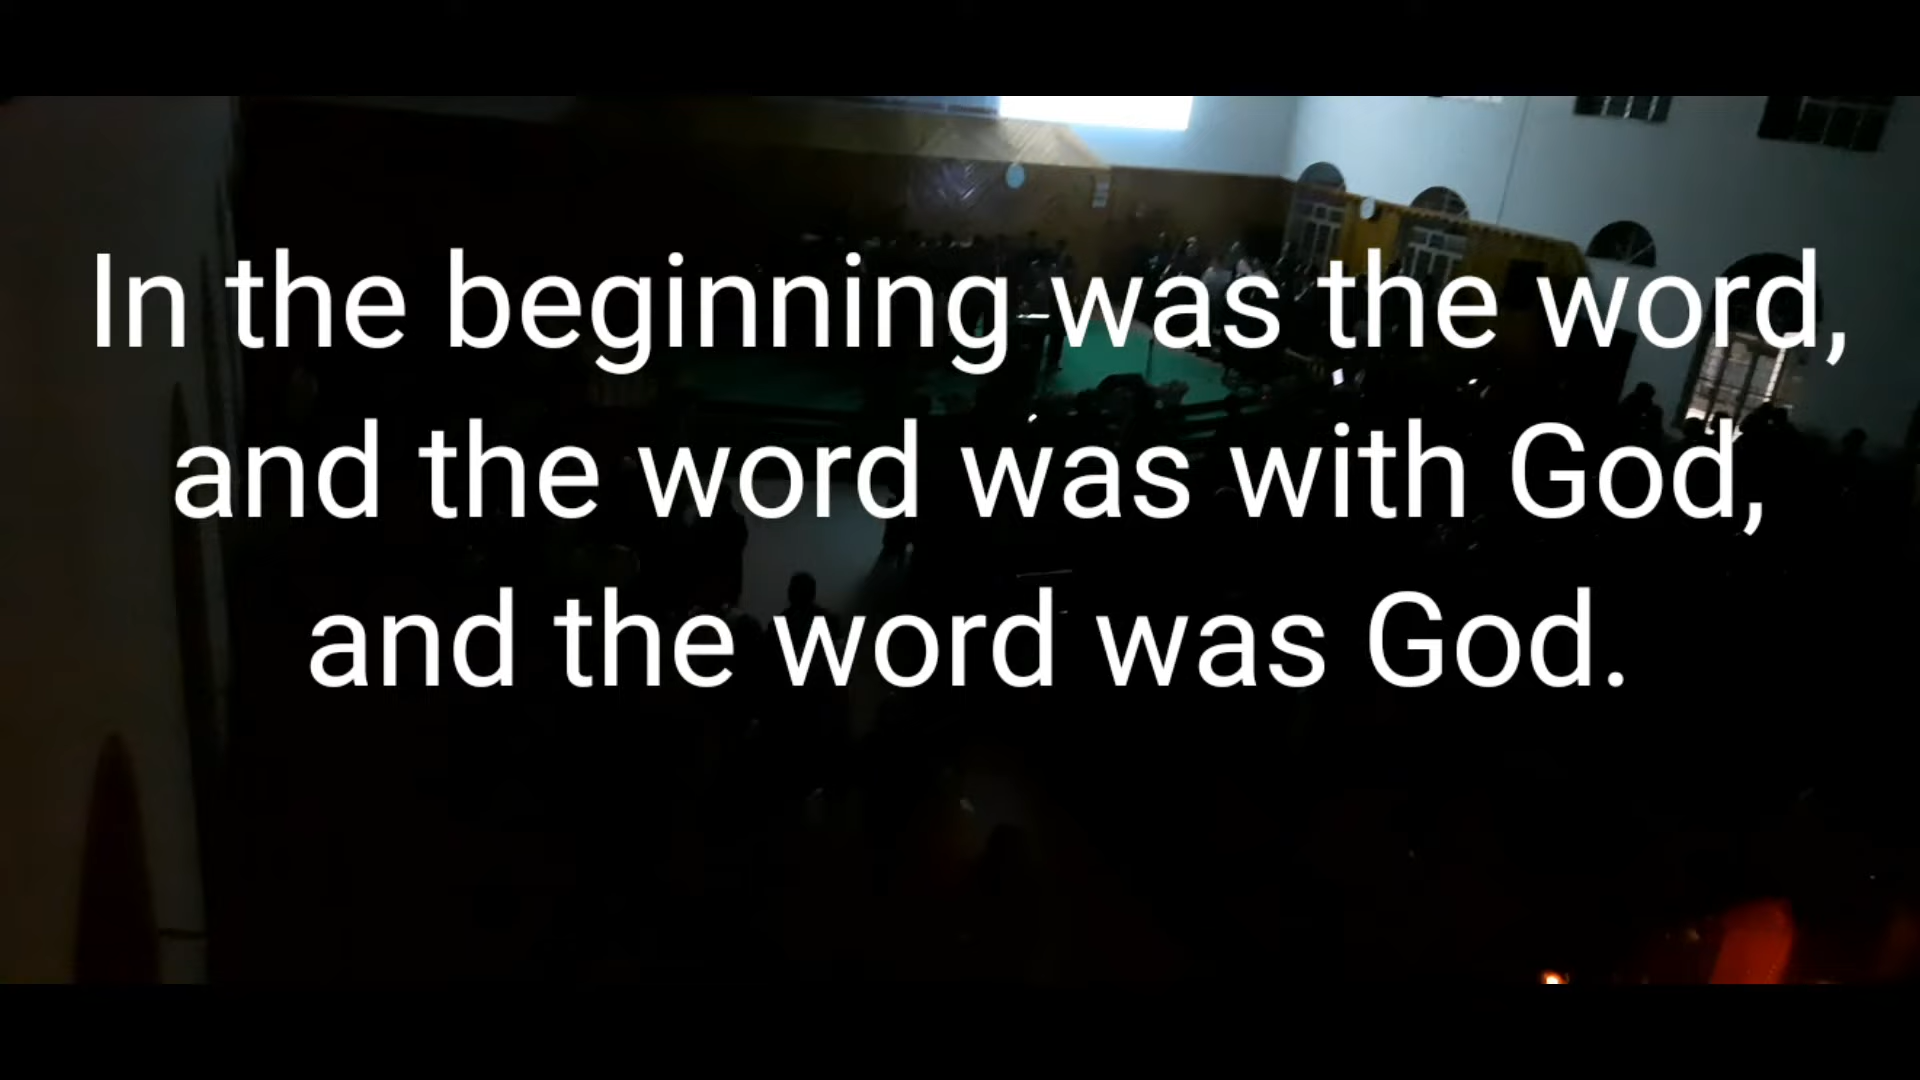 In the beginning was the word,
and the word was with God,
and the word was God.